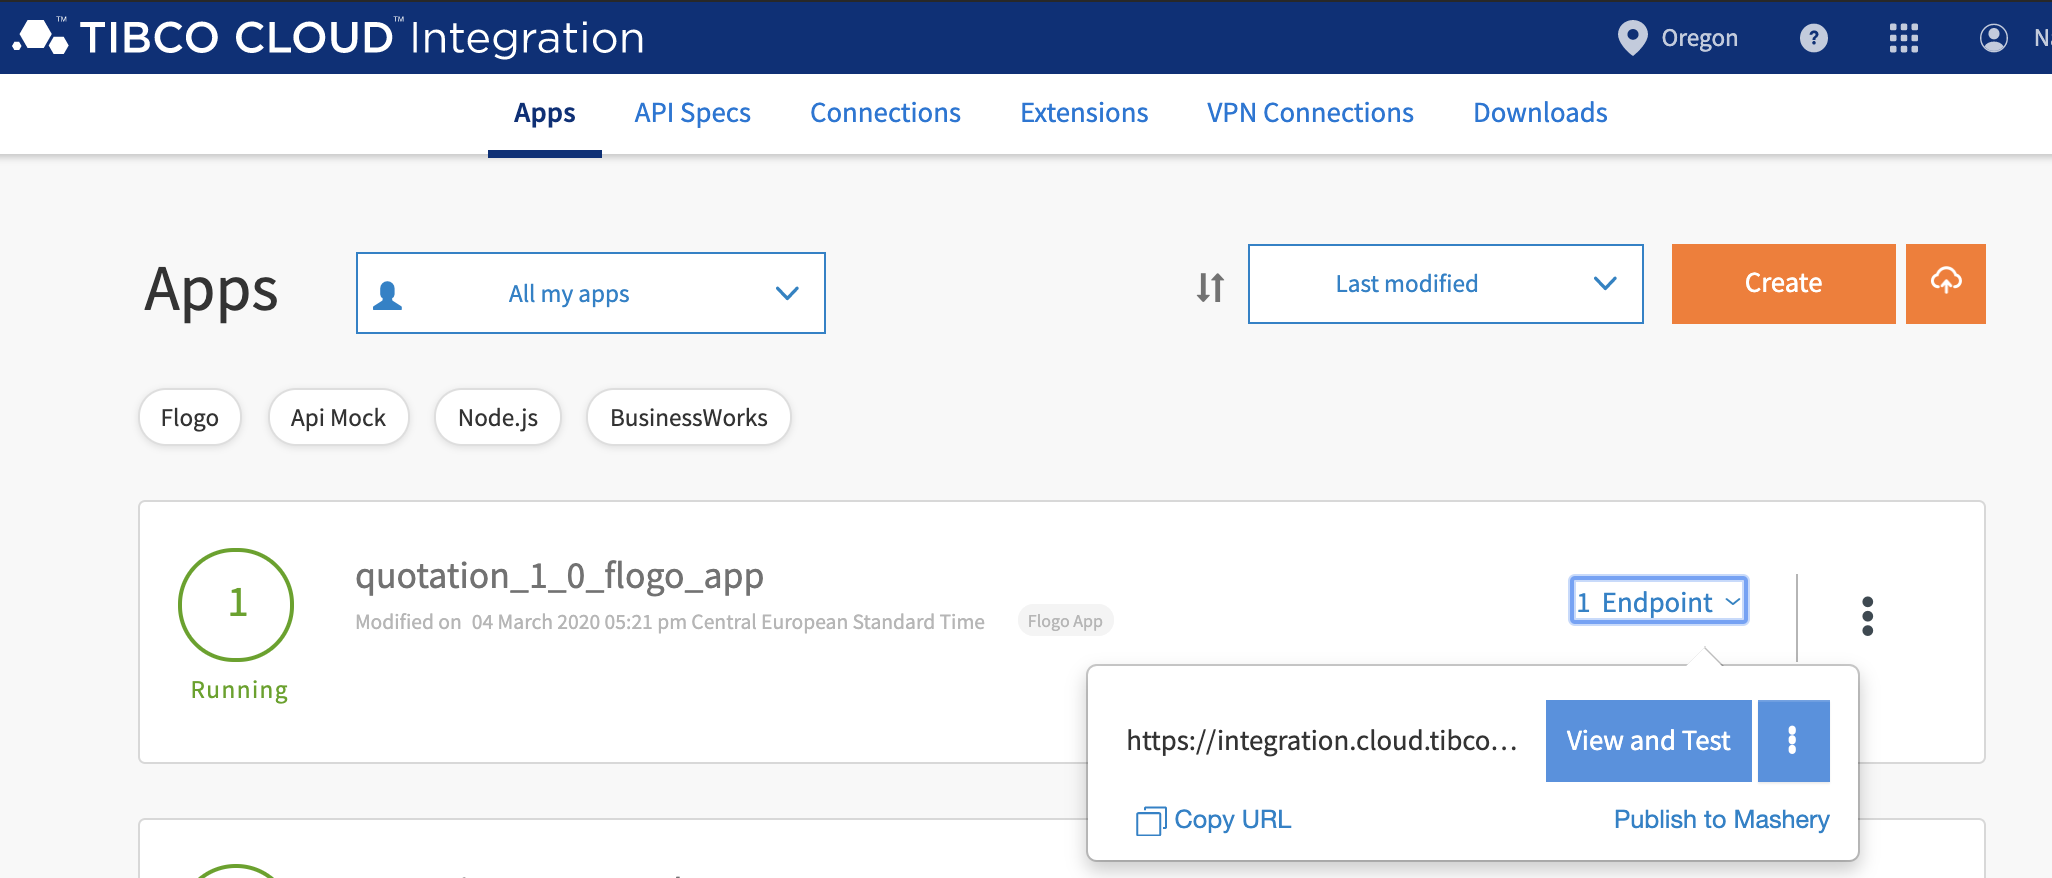 TIBCO CLOUD™ Integration
Oregon
?
Apps
API Specs
Connections
Extensions
VPN Connections
Downloads
Apps
All my apps
Last modified
Create
Flogo
Api Mock
Node.js
BusinessWorks
1
Running
quotation_1_0_flogo_app
Modified on 04 March 2020 05:21 pm Central European Standard Time
Flogo App
1 Endpoint
https://integration.cloud.tibco...
View and Test
Copy URL
Publish to Mashery